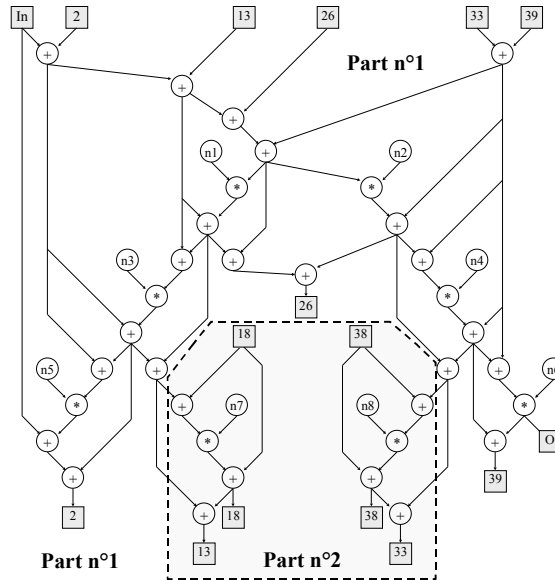 In 2 13 26 33 39
+ +
Part n°1
+
+
+
n1 n2
* *
+ +
n3 + + + n4
+
* *
26
+ 18 38 +
n5 + + + + n6
+ n7 n8 + *
*
+ * * + O
+ + + 39
2 + 18 38 +
Part n°1 13 Part n°2 33